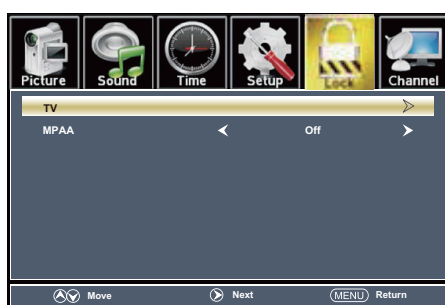 Picture Sound Time Setup Lock Channel
TV
MPAA Off
Move Next MENU Return